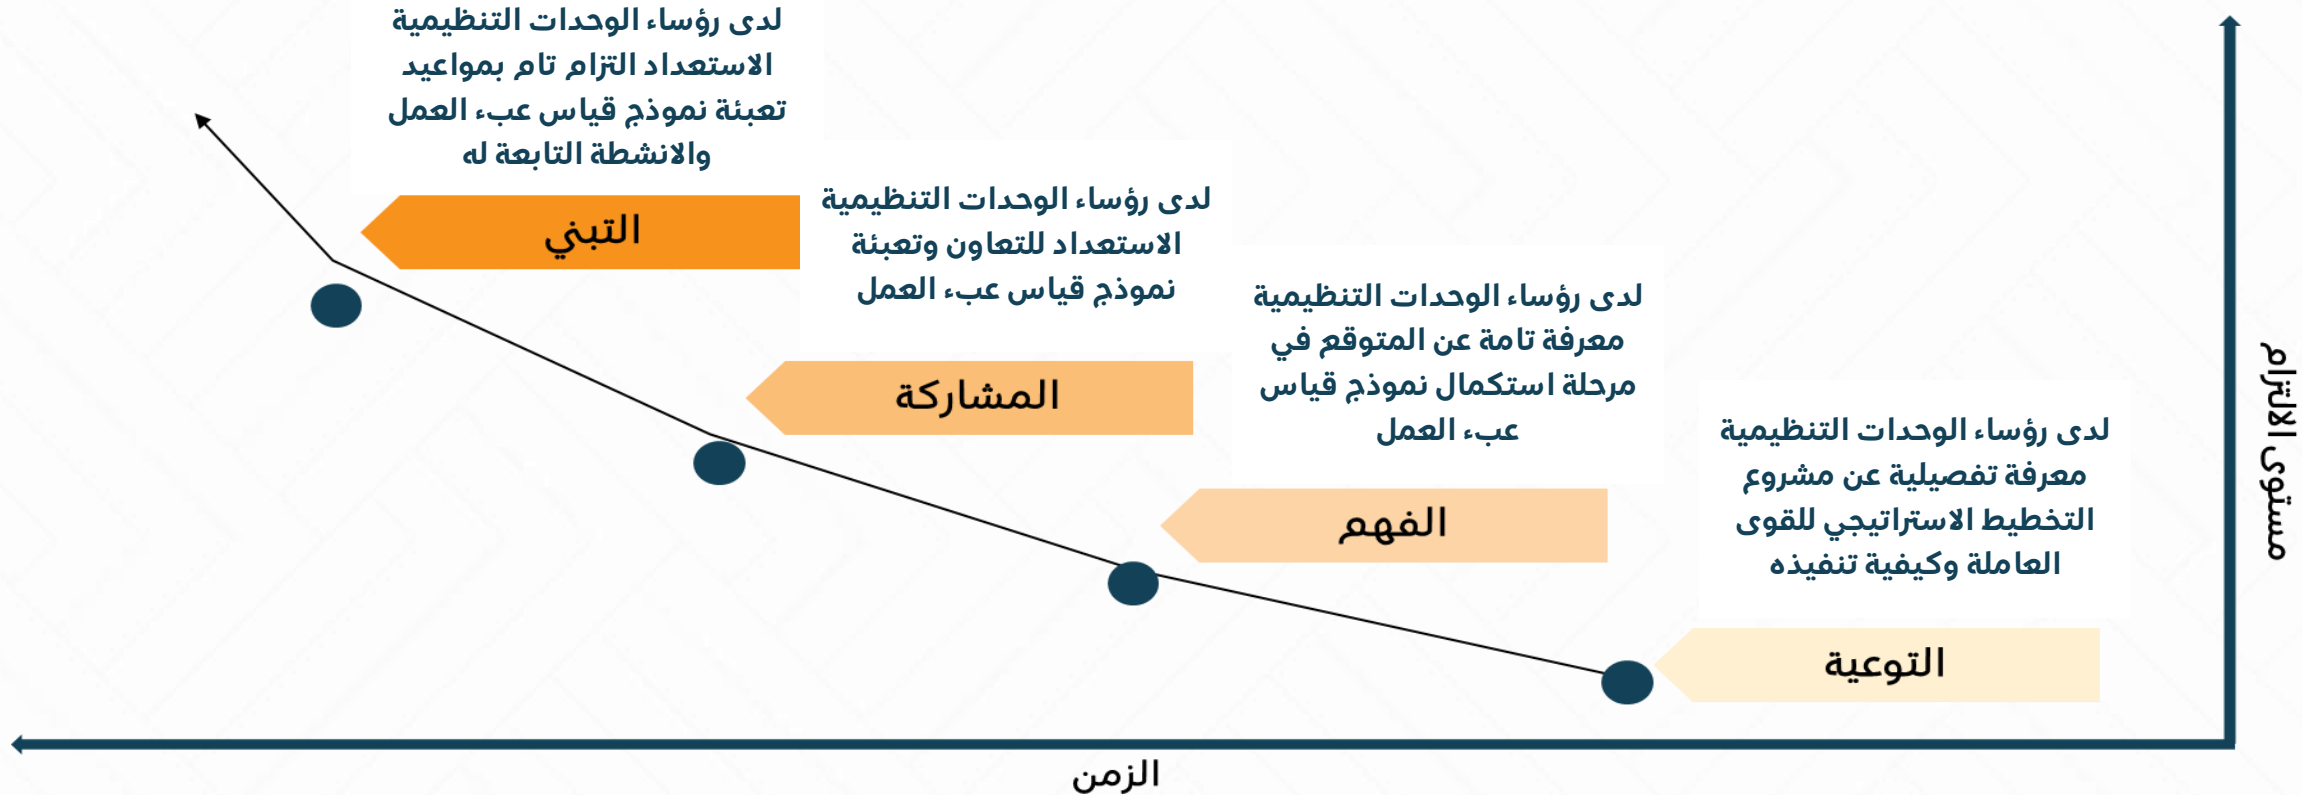 مستوى الالتزام
لدى رؤساء الوحدات التنظيمية
معرفة تفصيلية عن مشروع
التخطيط الاستراتيجي للقوى
العاملة وكيفية تنفيذه
التوعية
لدى رؤساء الوحدات التنظيمية
معرفة تامة عن المتوقع في
مرحلة استكمال نموذج قياس
عبء العمل
الفهم
لدى رؤساء الوحدات التنظيمية
الاستعداد للتعاون وتعبئة
نموذج قياس عبء العمل
المشاركة
لدى رؤساء الوحدات التنظيمية
الاستعداد التزام تام بمواعيد
تعبئة نموذج قياس عبء العمل
والانشطة التابعة له
التبني
الزمن